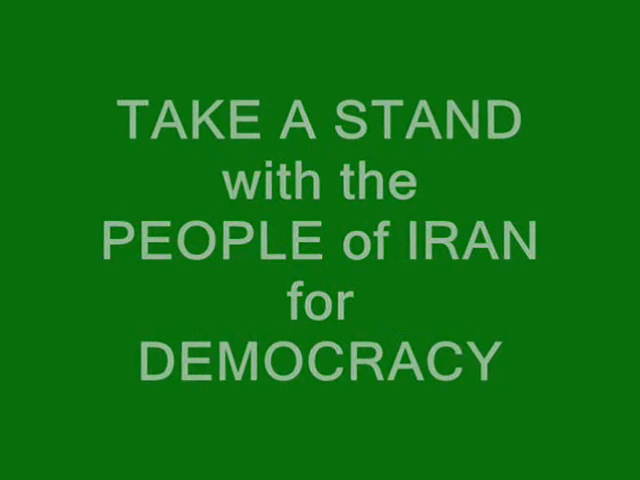 TAKE A STAND
with the
PEOPLE of IRAN
for
DEMOCRACY